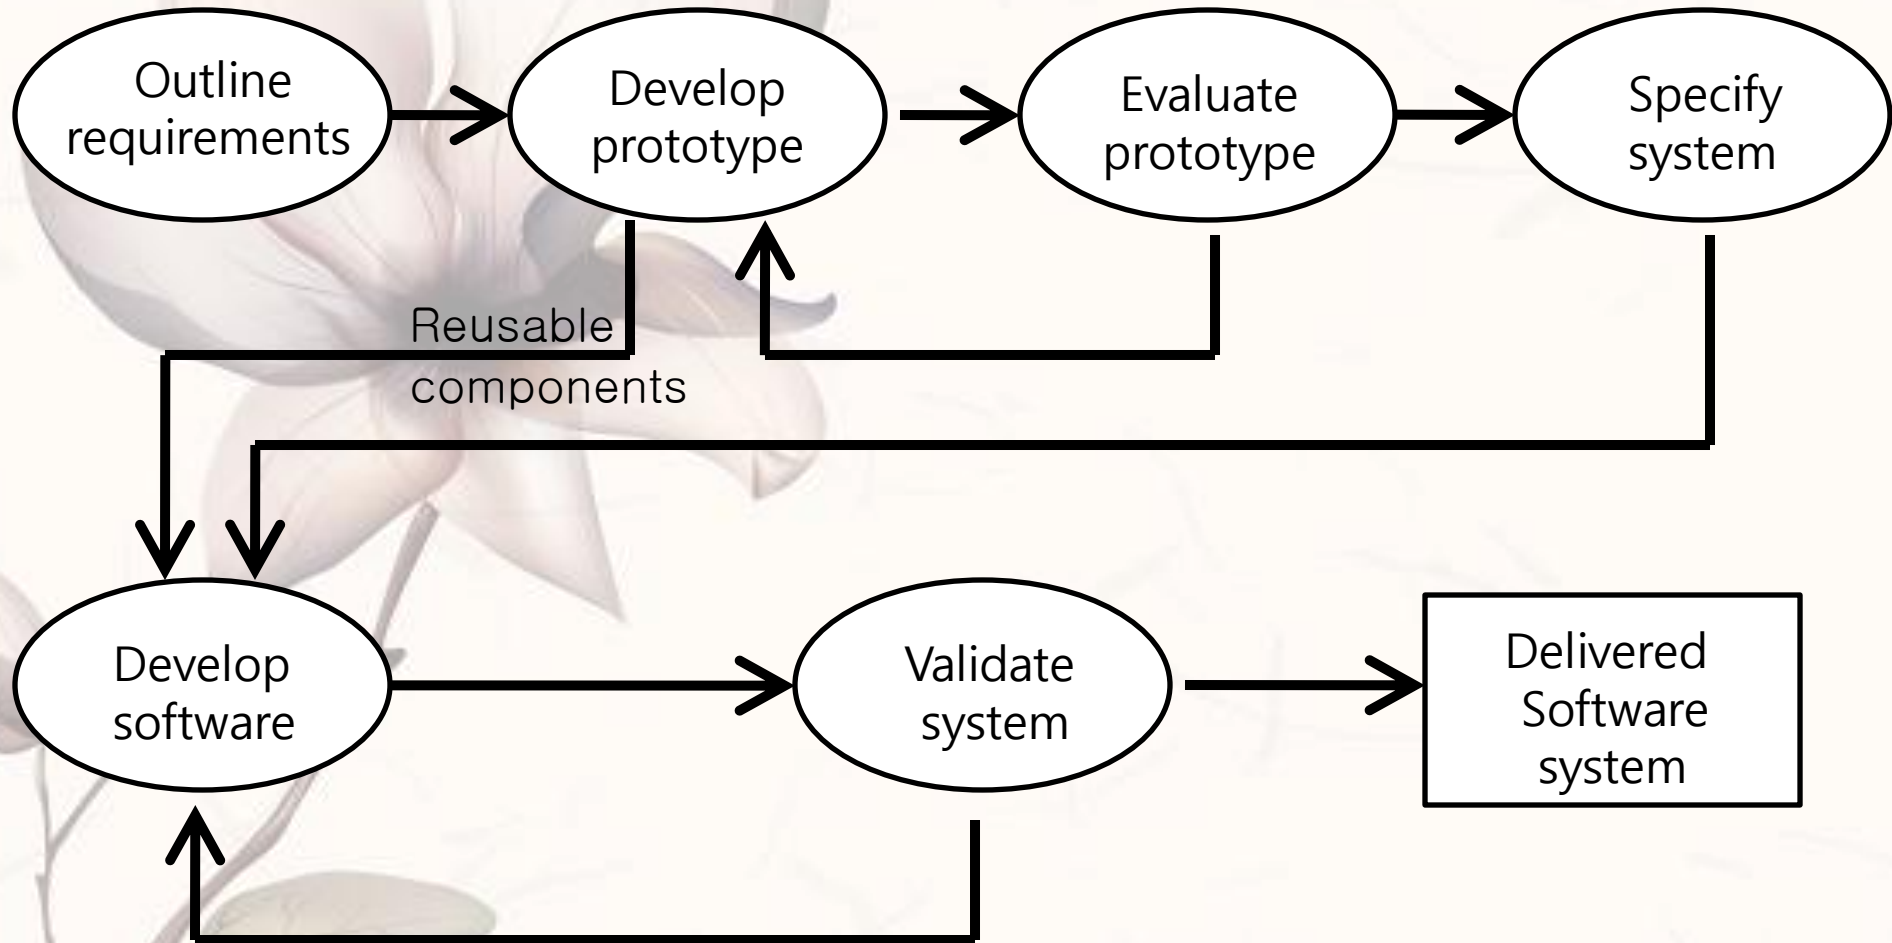 Outline
requirements
Develop
prototype
Evaluate
prototype
Specify
system
Reusable
components
Develop
software
Validate
system
Delivered
Software
system